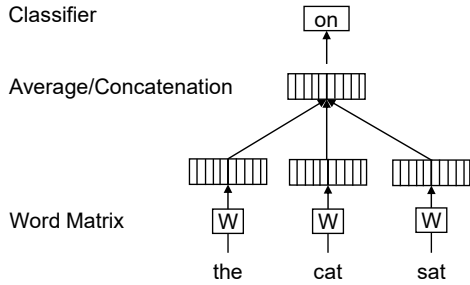 Classifier on
Average/Concatenation
Word Matrix W W W
the cat sat